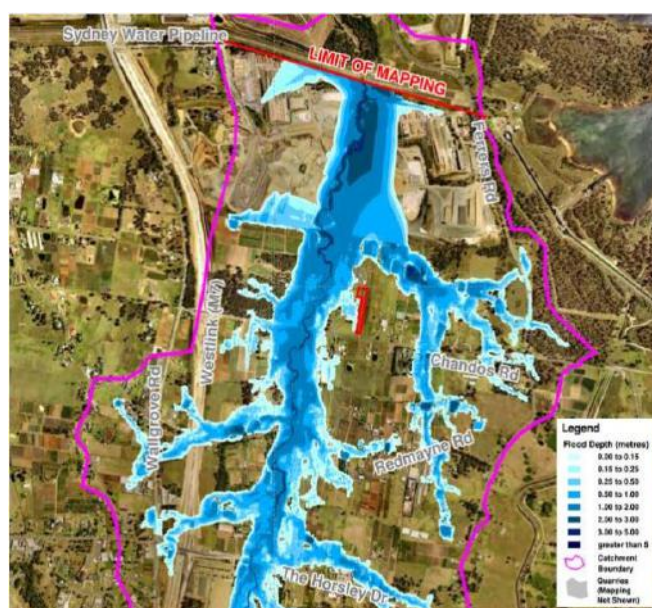 Sydney Water Pipeline
LIMIT OF MAPPING
Ferrers Rd
Westlink (M7)
Wallgrove Rd
Chandos Rd
Redmayne Rd
The Horsley Dr
Legend
Flood Depth (metres)
0.00 to 0.15
0.15 to 0.25
0.25 to 0.50
0.50 to 1.00
1.00 to 2.00
2.00 to 3.00
3.00 to 5.00
greater than 5
Catchment
Boundary
Quarries
(Mapping
Not Shown)